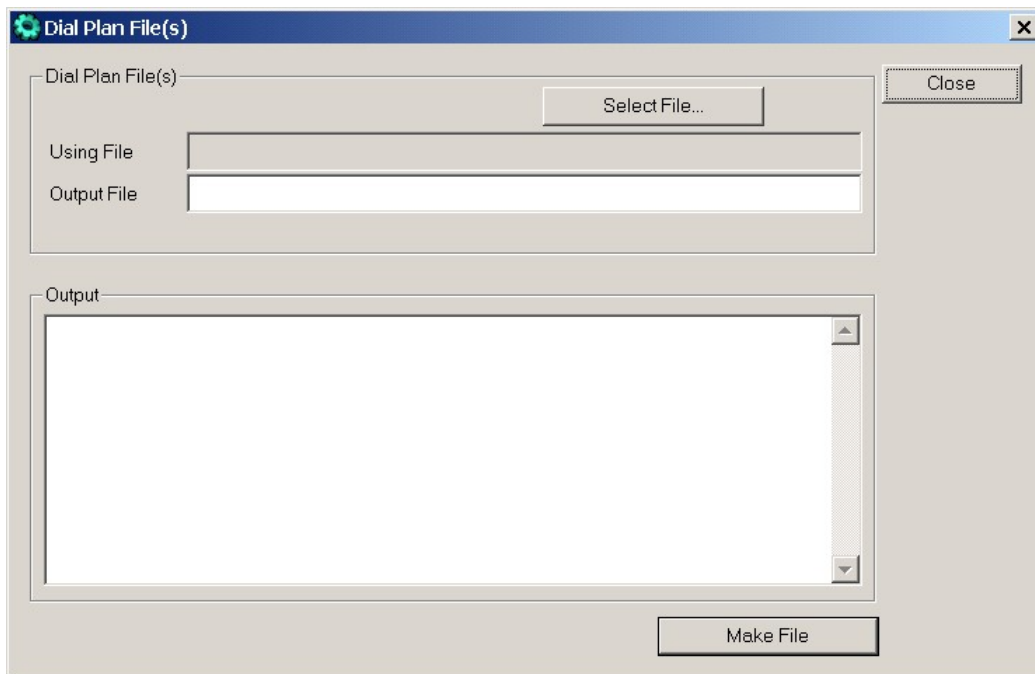 Dial Plan File(s)
Dial Plan File(s)
Close
Select File...
Using File
Output File
Output
Make File